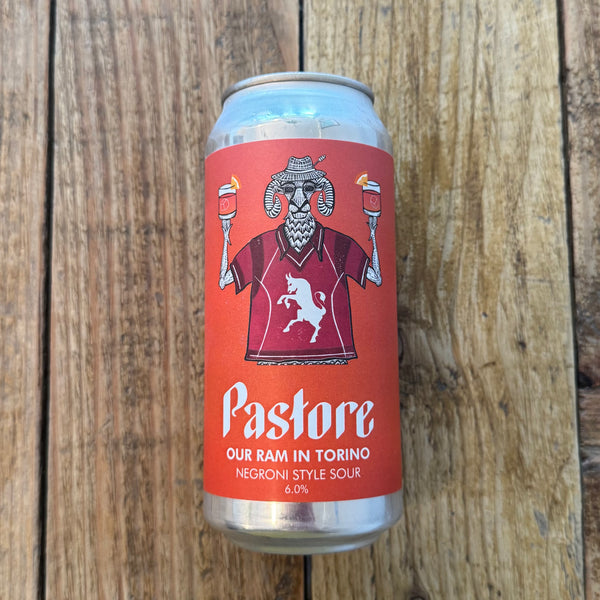 Pastore
OUR RAM IN TORINO
NEGRONI STYLE SOUR
6.0%